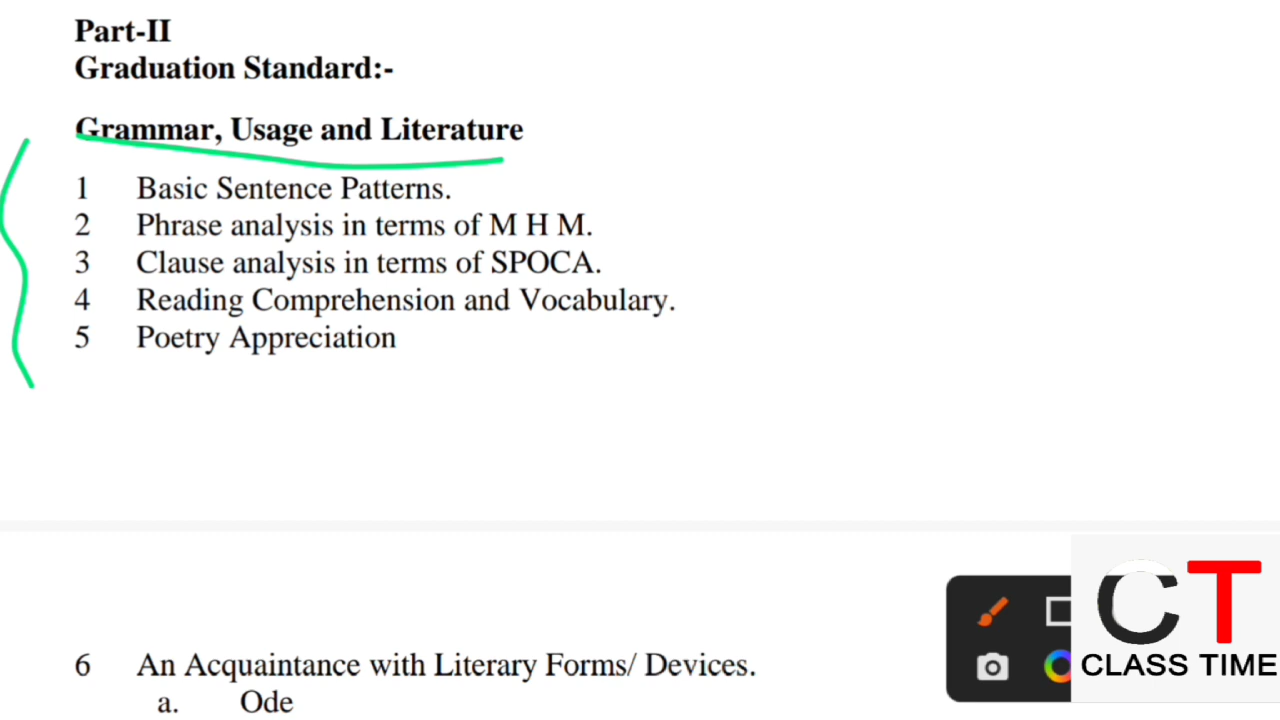 Part-II
Graduation Standard:-
Grammar, Usage and Literature
1 Basic Sentence Patterns.
2 Phrase analysis in terms of M H M.
3 Clause analysis in terms of SPOCA.
4 Reading Comprehension and Vocabulary.
5 Poetry Appreciation
6 An Acquaintance with Literary Forms/ Devices.
a. Ode
CT
CLASS TIME